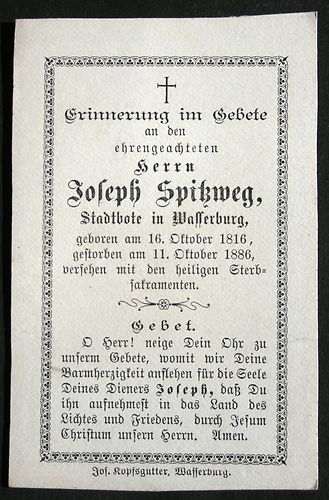 Erinnerung im Gebete
an den
ehrengeachteten
Herrn
Joseph Spitzweg,
Stadtbote in Wasserburg,
geboren am 16. Oktober 1816,
gestorben am 11. Oktober 1886,
versehen mit den heiligen Sterb-
sakramenten.
Gebet.
O Herr! neige Dein Ohr zu
unserm Gebete, womit wir Deine
Barmherzigkeit anflehen für die Seele
Deines Dieners Joseph, daß Du
ihn aufnehmest in das Land des
Lichtes und Friedens, durch Jesum
Christum unsern Herrn. Amen.
Jos. Kopfsgutter, Wasserburg.